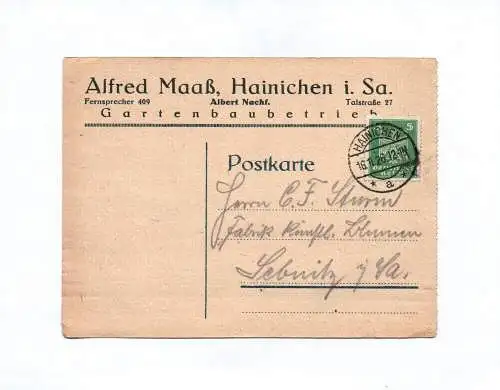 Alfred Maaß, Hainichen i. Sa.
Fernsprecher 409 Albert Nachf. Talstraße 27
Gartenbaubetrieb
5
HAINICHEN
* a *
Postkarte
Herrn C. F. Sturm
Fabrik künstl. Blumen
Sebnitz i/Sa.